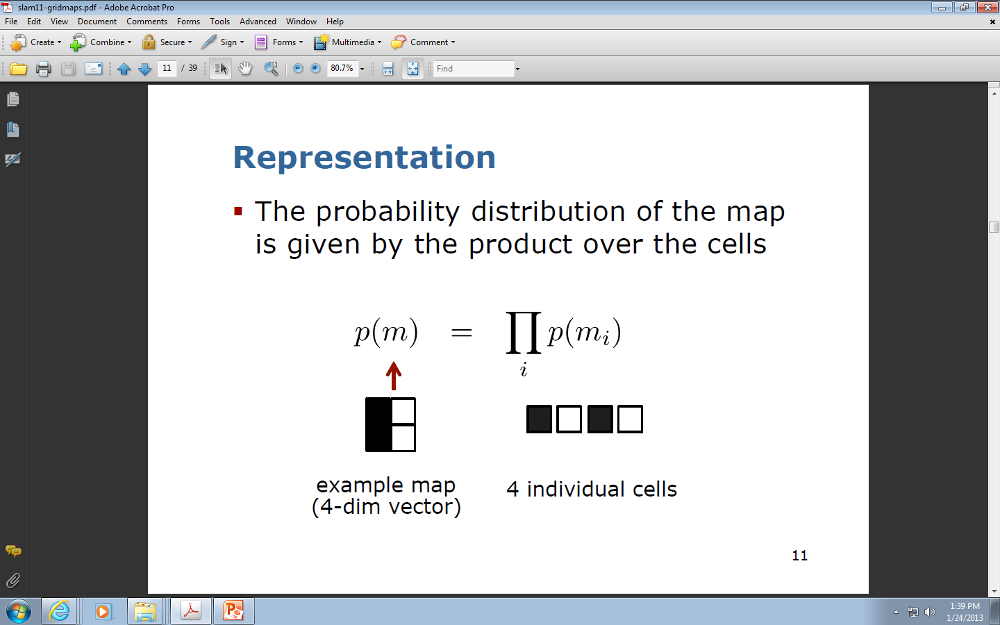 slam11-gridmaps.pdf - Adobe Acrobat Pro
File Edit View Document Comments Forms Tools Advanced Window Help
Create Combine Secure Sign Forms Multimedia Comment
11 / 39 80.7% Find
Representation
The probability distribution of the map
is given by the product over the cells
p(m) = ∏ p(mᵢ)
i
example map
(4-dim vector)
4 individual cells
11
1:39 PM
1/24/2013